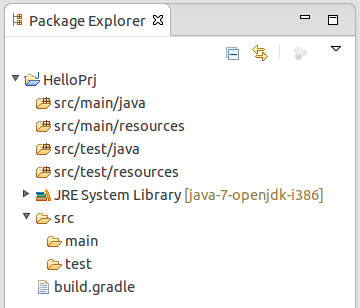 Package Explorer
HelloPrj
src/main/java
src/main/resources
src/test/java
src/test/resources
JRE System Library [java-7-openjdk-i386]
src
main
test
build.gradle